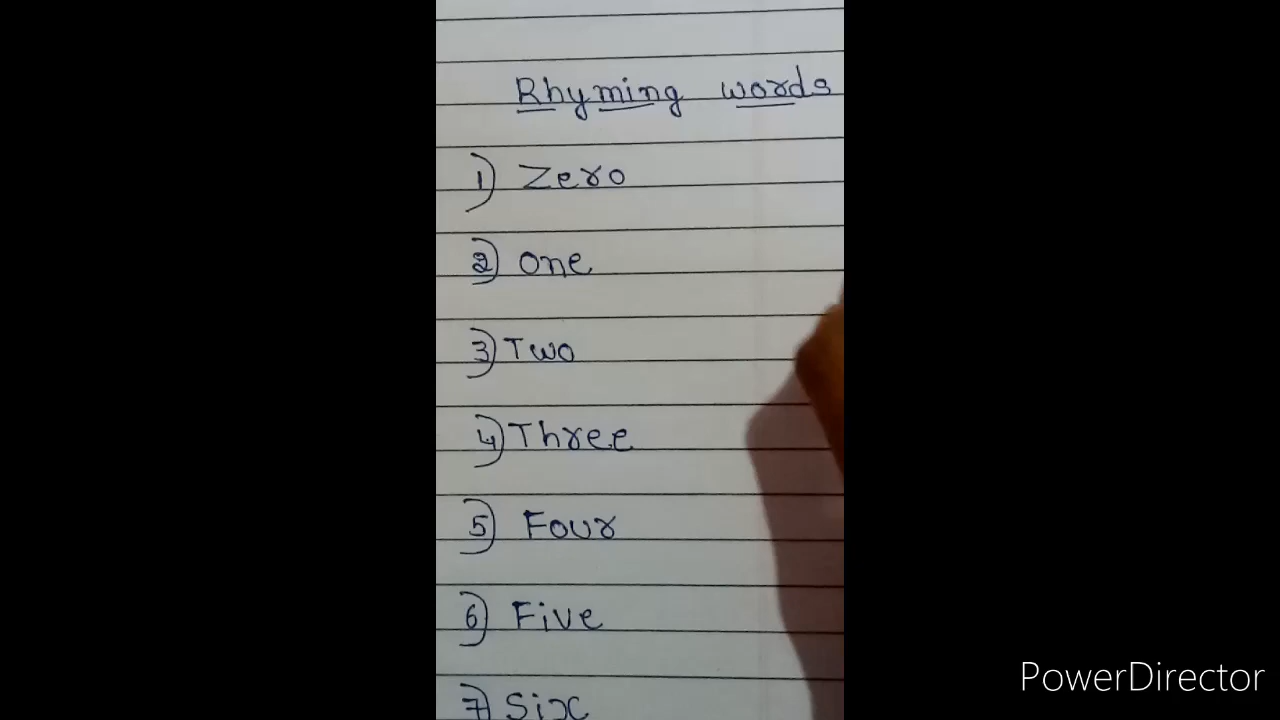 Rhyming words
1) Zero
2) One
3) Two
4) Three
5) Four
6) Five
7) Six
PowerDirector